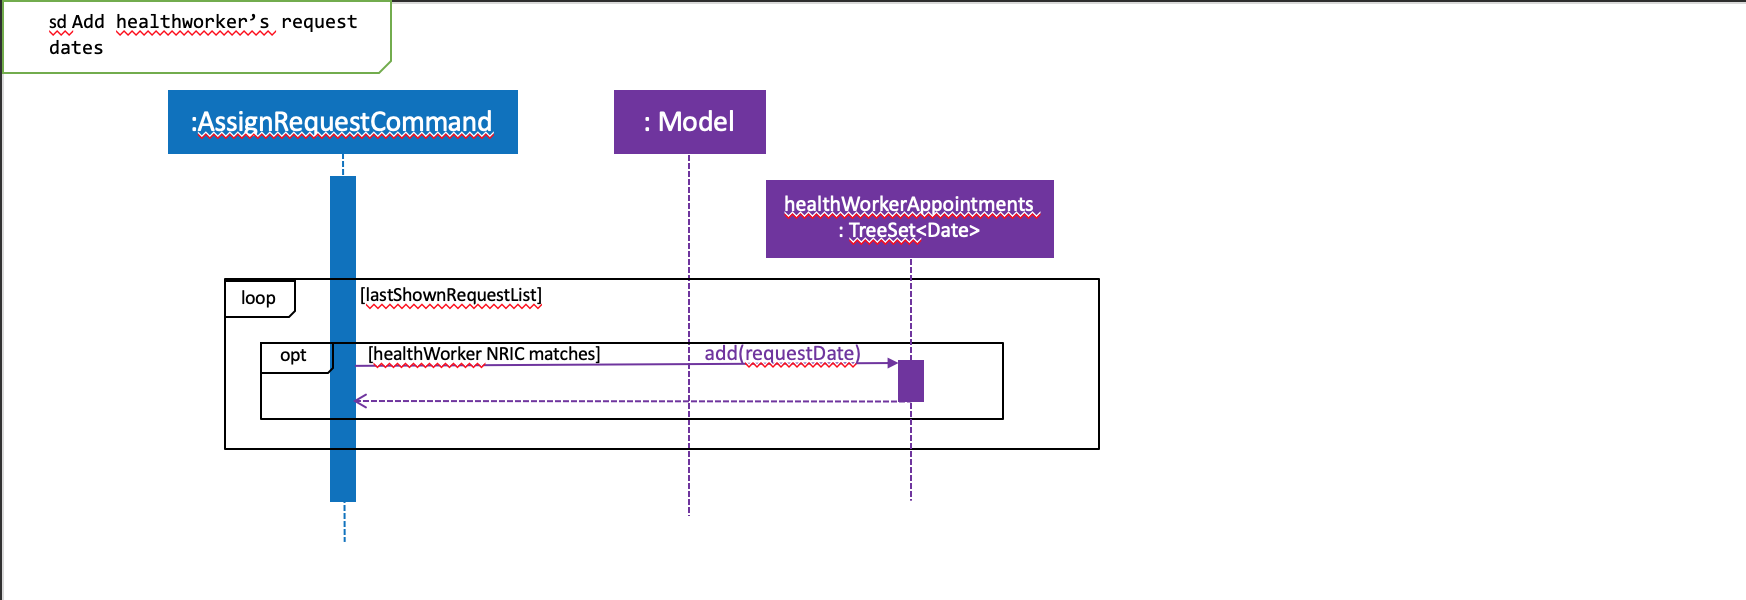 sd Add healthworker’s request
dates
:AssignRequestCommand
: Model
healthWorkerAppointments
: TreeSet<Date>
loop
[lastShownRequestList]
opt
[healthWorker NRIC matches]
add(requestDate)